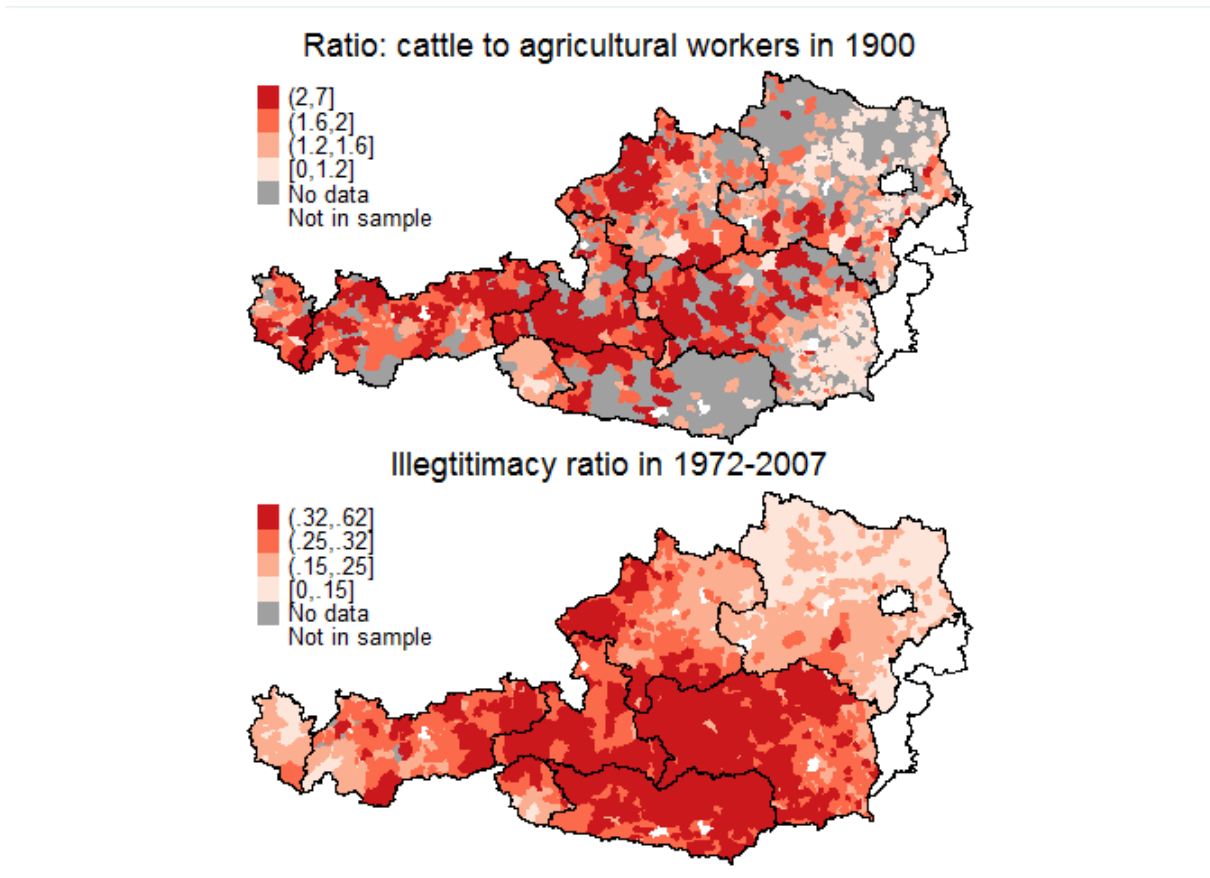 Ratio: cattle to agricultural workers in 1900
(2,7]
(1.6,2]
(1.2,1.6]
[0,1.2]
No data
Not in sample
Illegtitimacy ratio in 1972-2007
(.32,.62]
(.25,.32]
(.15,.25]
[0,.15]
No data
Not in sample